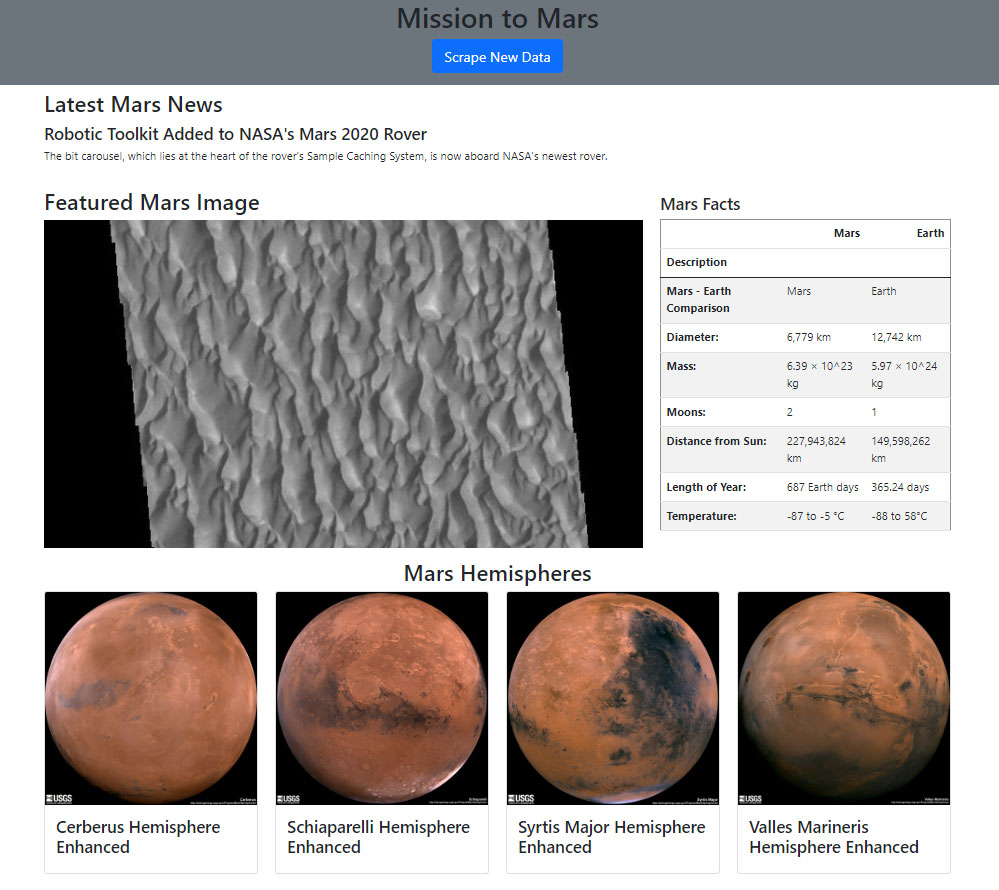 Mission to Mars
Scrape New Data
Latest Mars News
Robotic Toolkit Added to NASA's Mars 2020 Rover
The bit carousel, which lies at the heart of the rover's Sample Caching System, is now aboard NASA's newest rover.
Featured Mars Image
Mars Facts
Mars Earth
Description
Mars - Earth Comparison Mars Earth
Diameter: 6,779 km 12,742 km
Mass: 6.39 × 10^23 kg 5.97 × 10^24 kg
Moons: 2 1
Distance from Sun: 227,943,824 km 149,598,262 km
Length of Year: 687 Earth days 365.24 days
Temperature: -87 to -5 °C -88 to 58°C
Mars Hemispheres
USGS
USGS
USGS
USGS
Cerberus Hemisphere
Enhanced
Schiaparelli Hemisphere
Enhanced
Syrtis Major Hemisphere
Enhanced
Valles Marineris
Hemisphere Enhanced